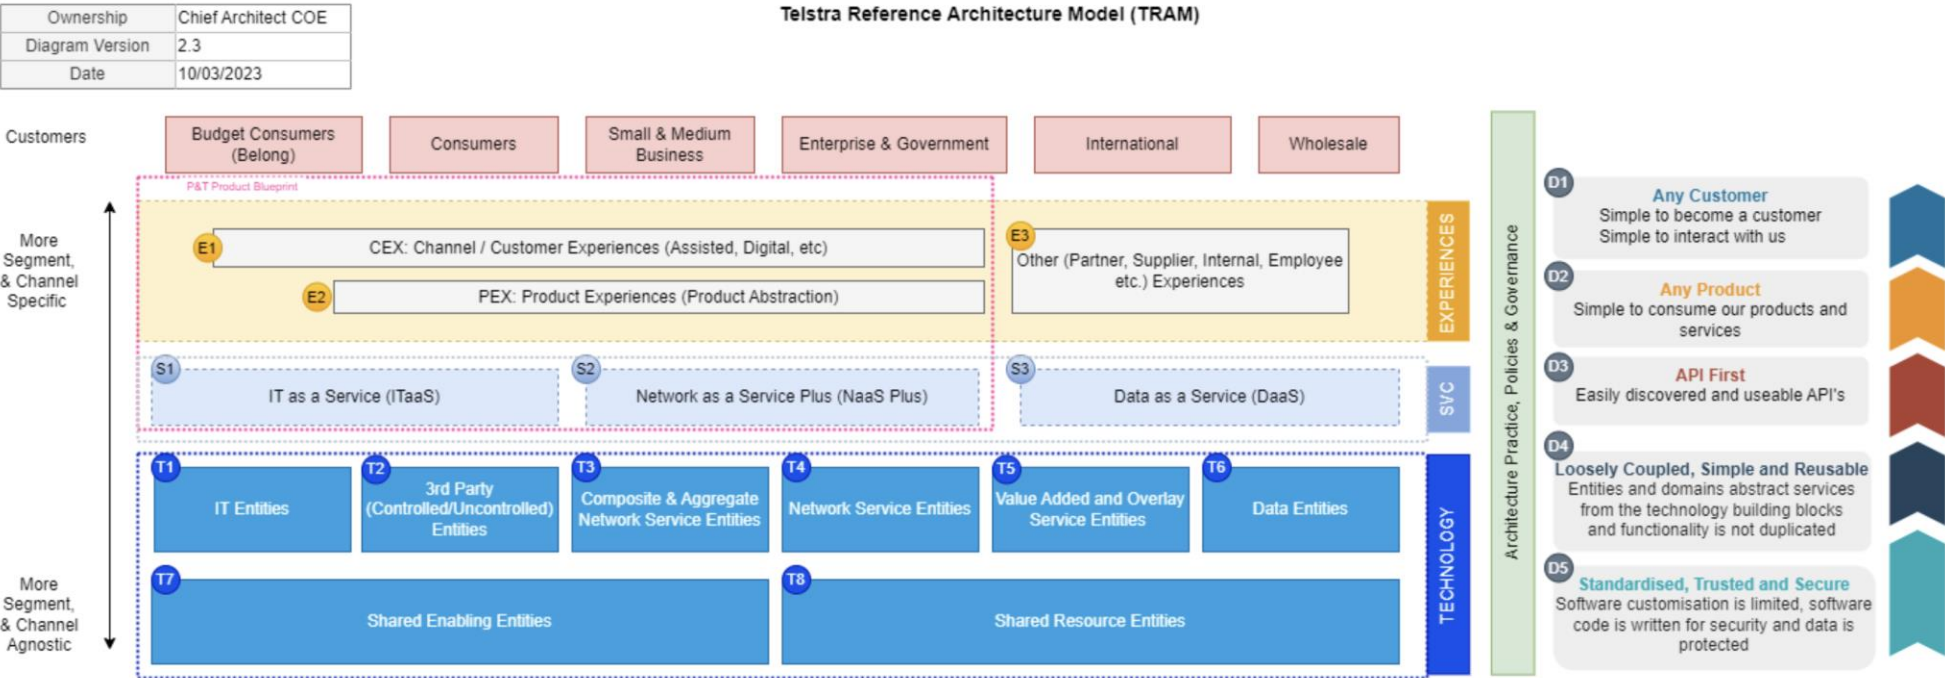 Ownership Chief Architect COE
Diagram Version 2.3
Date 10/03/2023
Telstra Reference Architecture Model (TRAM)
Customers
Budget Consumers
(Belong)
Consumers
Small & Medium
Business
Enterprise & Government
International
Wholesale
P&T Product Blueprint
More
Segment,
& Channel
Specific
E1
CEX: Channel / Customer Experiences (Assisted, Digital, etc)
E2
PEX: Product Experiences (Product Abstraction)
E3
Other (Partner, Supplier, Internal, Employee
etc.) Experiences
EXPERIENCES
S1
IT as a Service (ITaaS)
S2
Network as a Service Plus (NaaS Plus)
S3
Data as a Service (DaaS)
SVC
T1
IT Entities
T2
3rd Party
(Controlled/Uncontrolled)
Entities
T3
Composite & Aggregate
Network Service Entities
T4
Network Service Entities
T5
Value Added and Overlay
Service Entities
T6
Data Entities
More
Segment,
& Channel
Agnostic
T7
Shared Enabling Entities
T8
Shared Resource Entities
TECHNOLOGY
Architecture Practice, Policies & Governance
D1
Any Customer
Simple to become a customer
Simple to interact with us
D2
Any Product
Simple to consume our products and
services
D3
API First
Easily discovered and useable API's
D4
Loosely Coupled, Simple and Reusable
Entities and domains abstract services
from the technology building blocks
and functionality is not duplicated
D5
Standardised, Trusted and Secure
Software customisation is limited, software
code is written for security and data is
protected